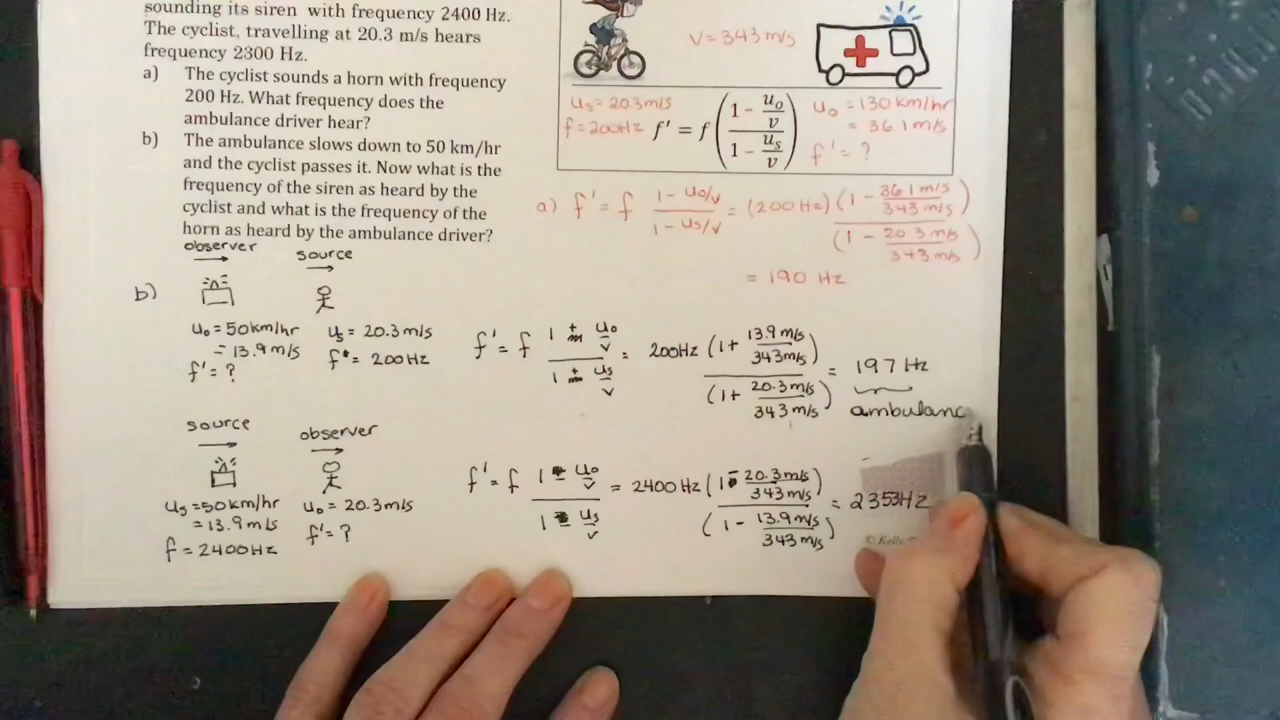 sounding its siren with frequency 2400 Hz.
The cyclist, travelling at 20.3 m/s hears
frequency 2300 Hz.
a) The cyclist sounds a horn with frequency
200 Hz. What frequency does the
ambulance driver hear?
b) The ambulance slows down to 50 km/hr
and the cyclist passes it. Now what is the
frequency of the siren as heard by the
cyclist and what is the frequency of the
horn as heard by the ambulance driver?
v = 343 m/s
us = 20.3 m/s
f = 200Hz
f' = f (1 - uo/v / 1 - us/v)
uo = 130 km/hr
= 36.1 m/s
f' = ?
a) f' = f 1 - uo/v / 1 - us/v = (200 Hz) (1 - 36.1 m/s / 343 m/s) / (1 - 20.3 m/s / 343 m/s)
= 190 Hz
b)
observer source
uo = 50 km/hr us = 20.3 m/s
= 13.9 m/s f = 200 Hz
f' = ?
f' = f 1 + uo/v / 1 + us/v = 200Hz (1 + 13.9 m/s / 343 m/s) / (1 + 20.3 m/s / 343 m/s) = 197 Hz
ambulanc
source observer
us = 50 km/hr uo = 20.3 m/s
= 13.9 m/s f' = ?
f = 2400 Hz
f' = f 1 - uo/v / 1 - us/v = 2400 Hz (1 - 20.3 m/s / 343 m/s) / (1 - 13.9 m/s / 343 m/s) = 2353 Hz